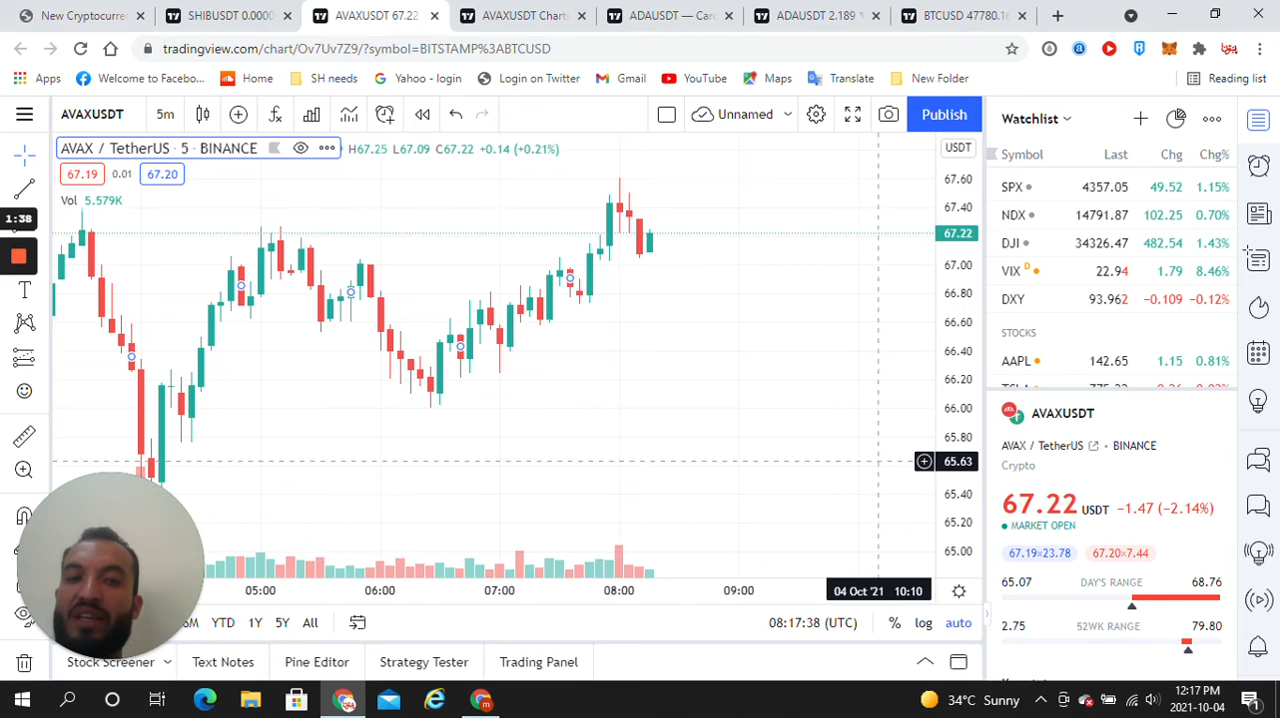 New Cryptocurr
SHIBUSDT 0.0000
AVAXUSDT 67.22
AVAXUSDT Charts
ADAUSDT — Car
ADAUSDT 2.189
BTCUSD 47780.1
tradingview.com/chart/Ov7Uv7Z9/?symbol=BITSTAMP%3ABTCUSD
Apps
Welcome to Facebo...
Home
SH needs
Yahoo - login
Login on Twitter
Gmail
YouTube
Maps
Translate
New Folder
Reading list
AVAXUSDT
5m
Unnamed
Publish
Watchlist
AVAX / TetherUS · 5 · BINANCE
H67.25 L67.09 C67.22 +0.14 (+0.21%)
USDT
67.19
0.01
67.20
Vol 5.579K
1:38
67.60
67.40
67.22
67.00
66.80
66.60
66.40
66.20
66.00
65.80
65.63
65.40
65.20
65.00
05:00
06:00
07:00
08:00
09:00
04 Oct '21 10:10
Symbol Last Chg Chg%
SPX 4357.05 49.52 1.15%
NDX 14791.87 102.25 0.70%
DJI 34326.47 482.54 1.43%
VIX D 22.94 1.79 8.46%
DXY 93.962 -0.109 -0.12%
STOCKS
AAPL 142.65 1.15 0.81%
AVAXUSDT
AVAX / TetherUS • BINANCE
Crypto
67.22 USDT -1.47 (-2.14%)
MARKET OPEN
67.19×23.78
67.20×7.44
65.07 DAY'S RANGE 68.76
2.75 52WK RANGE 79.80
YTD
1Y
5Y
All
08:17:38 (UTC)
%
log
auto
Stock Screener
Text Notes
Pine Editor
Strategy Tester
Trading Panel
34°C Sunny
12:17 PM
2021-10-04